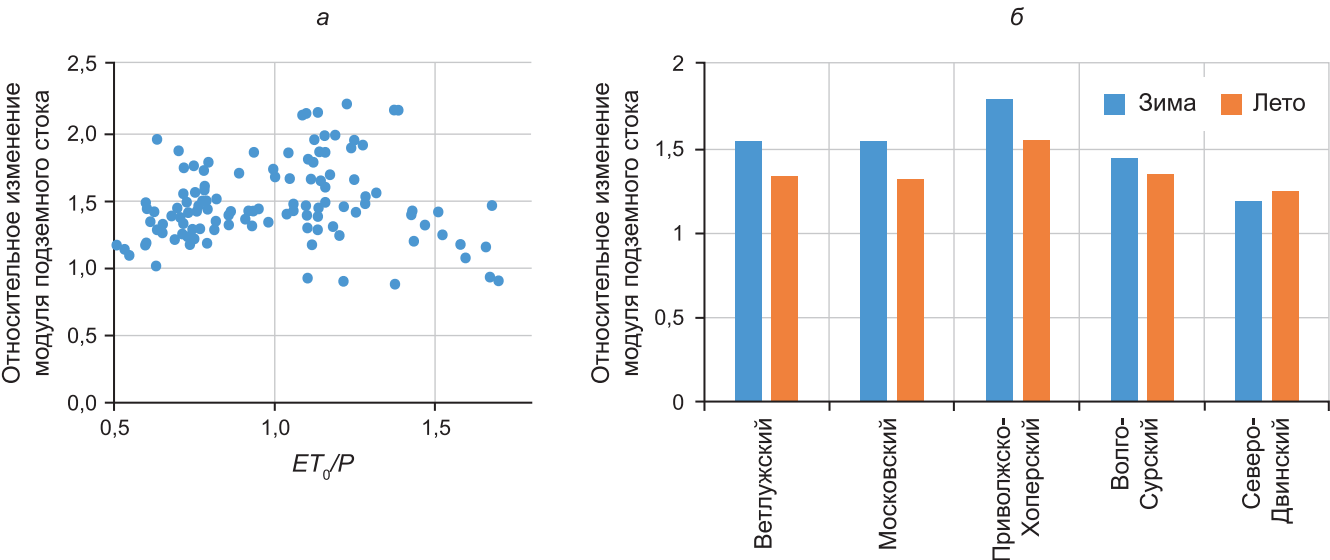 а
Относительное изменение
модуля подземного стока
2,5
2,0
1,5
1,0
0,5
0,0
0,5
1,0
1,5
ET0/P
б
Относительное изменение
модуля подземного стока
2
1,5
1
0,5
0
Зима
Лето
Ветлужский
Московский
Приволжско-
Хоперский
Волго-
Сурский
Северо-
Двинский